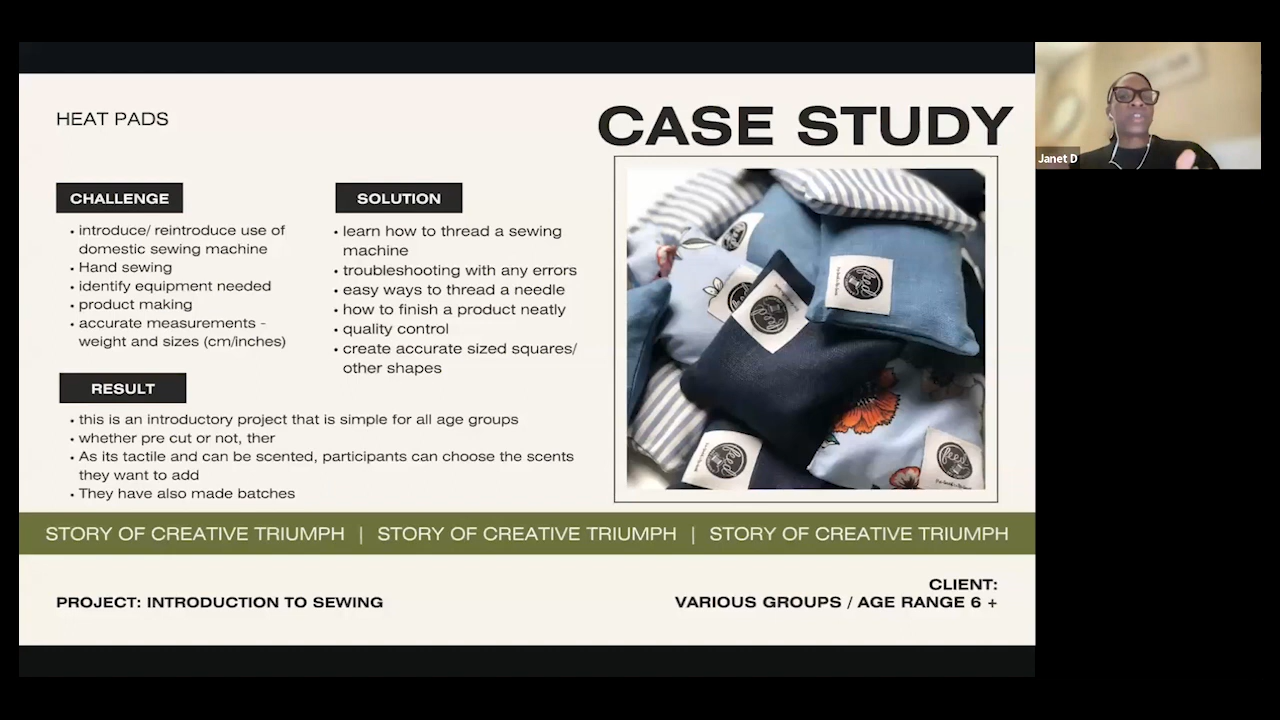 HEAT PADS
CASE STUDY
CHALLENGE
• introduce/ reintroduce use of
domestic sewing machine
• Hand sewing
• identify equipment needed
• product making
• accurate measurements -
weight and sizes (cm/inches)
SOLUTION
• learn how to thread a sewing
machine
• troubleshooting with any errors
• easy ways to thread a needle
• how to finish a product neatly
• quality control
• create accurate sized squares/
other shapes
RESULT
• this is an introductory project that is simple for all age groups
• whether pre cut or not, ther
• As its tactile and can be scented, participants can choose the scents
they want to add
• They have also made batches
STORY OF CREATIVE TRIUMPH | STORY OF CREATIVE TRIUMPH | STORY OF CREATIVE TRIUMPH
PROJECT: INTRODUCTION TO SEWING
CLIENT:
VARIOUS GROUPS / AGE RANGE 6 +
Janet D